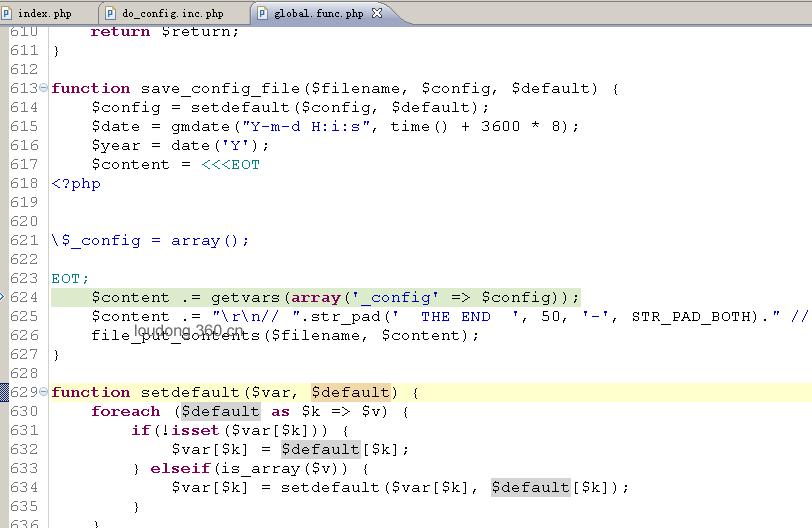 index.php do_config.inc.php global.func.php
610 return $return;
611 }
612
613 function save_config_file($filename, $config, $default) {
614 $config = setdefault($config, $default);
615 $date = gmdate("Y-m-d H:i:s", time() + 3600 * 8);
616 $year = date('Y');
617 $content = <<<EOT
618 <?php
619
620
621 \$_config = array();
622
623 EOT;
624 $content .= getvars(array('_config' => $config));
625 $content .= "\r\n// ".str_pad('  THE END  ', 50, '-', STR_PAD_BOTH)." //
loudong.360.cn
626 file_put_contents($filename, $content);
627 }
628
629 function setdefault($var, $default) {
630 foreach ($default as $k => $v) {
631 if(!isset($var[$k])) {
632 $var[$k] = $default[$k];
633 } elseif(is_array($v)) {
634 $var[$k] = setdefault($var[$k], $default[$k]);
635 }
636 }